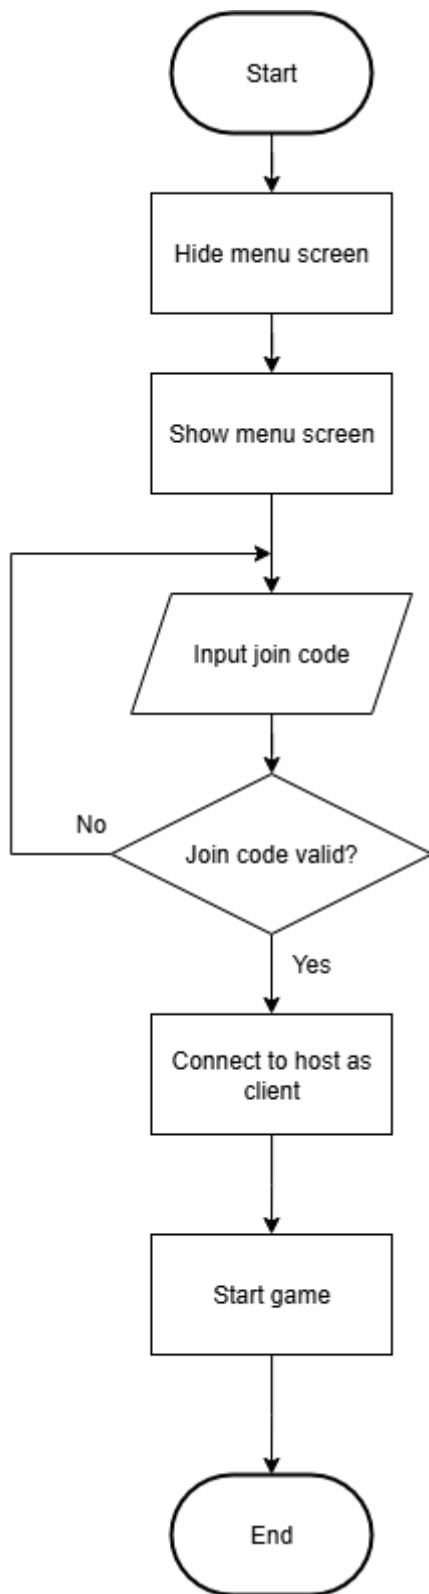 Start
Hide menu screen
Show menu screen
Input join code
No
Join code valid?
Yes
Connect to host as
client
Start game
End